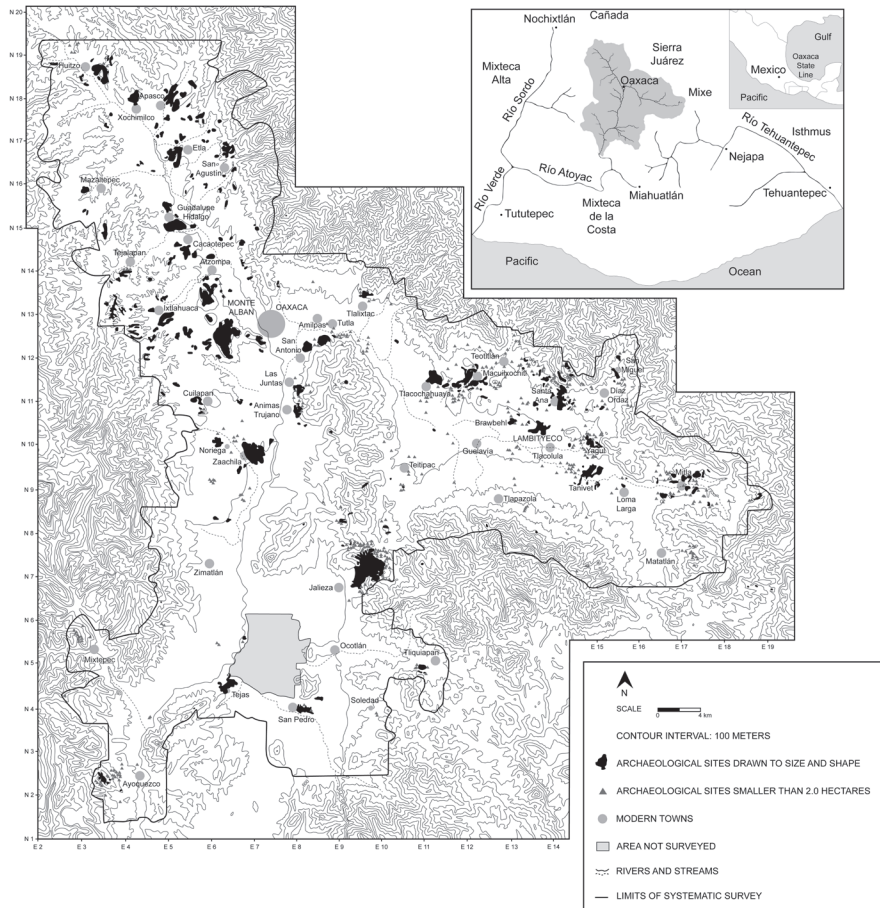 N 20
N 19
N 18
N 17
N 16
N 15
N 14
N 13
N 12
N 11
N 10
N 9
N 8
N 7
N 6
N 5
N 4
N 3
N 2
N 1
E 2
E 3
E 4
E 5
E 6
E 7
E 8
E 9
E 10
E 11
E 12
E 13
E 14
E 15
E 16
E 17
E 18
E 19
Huitzo
Apasco
Xochimilco
Etla
San
Agustin
Mazaltepec
Guadalupe
Hidalgo
Cacaotepec
Tejalapan
Atzompa
Ixtlahuaca
MONTE
ALBAN
OAXACA
Amilpas
Tutla
Tlalixtac
San
Antonio
Las
Juntas
Animas
Trujano
Cuilapan
Noriega
Zaachila
Teotitlán
Macuilxochitl
Tlacochahuaya
Santa
Ana
San
Miguel
Díaz
Ordaz
Brawbehl
LAMBITYECO
Guelavía
Tlacolula
Yagul
Teitipac
Tanivet
Mitla
Tlapazola
Loma
Larga
Matatlán
Zimatlán
Jalieza
Mixtepec
Ocotlán
Tliquiapan
Tejas
San Pedro
Soledad
Ayoquezco
Nochixtlán
Cañada
Mixteca
Alta
Sierra
Juárez
Oaxaca
Mixe
Río Sordo
Río Verde
Río Atoyac
Río Tehuantepec
Isthmus
Nejapa
Miahuatlán
Tehuantepec
Tututepec
Mixteca
de la
Costa
Pacific
Ocean
Gulf
Oaxaca
State
Line
Mexico
Pacific
N
SCALE
0
4 km
CONTOUR INTERVAL: 100 METERS
ARCHAEOLOGICAL SITES DRAWN TO SIZE AND SHAPE
ARCHAEOLOGICAL SITES SMALLER THAN 2.0 HECTARES
MODERN TOWNS
AREA NOT SURVEYED
RIVERS AND STREAMS
LIMITS OF SYSTEMATIC SURVEY